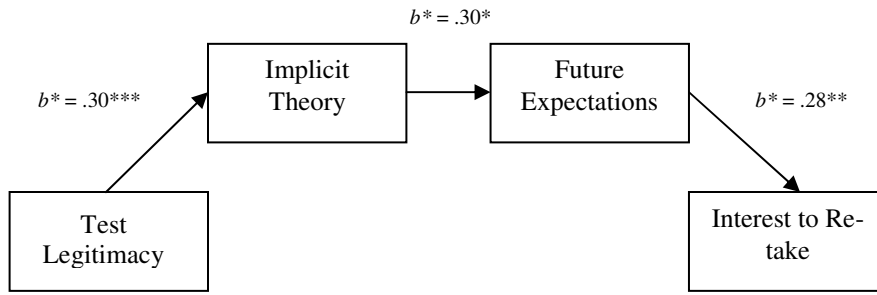 b* = .30*
Implicit
Theory
Future
Expectations
b* = .30***
b* = .28**
Test
Legitimacy
Interest to Re-
take